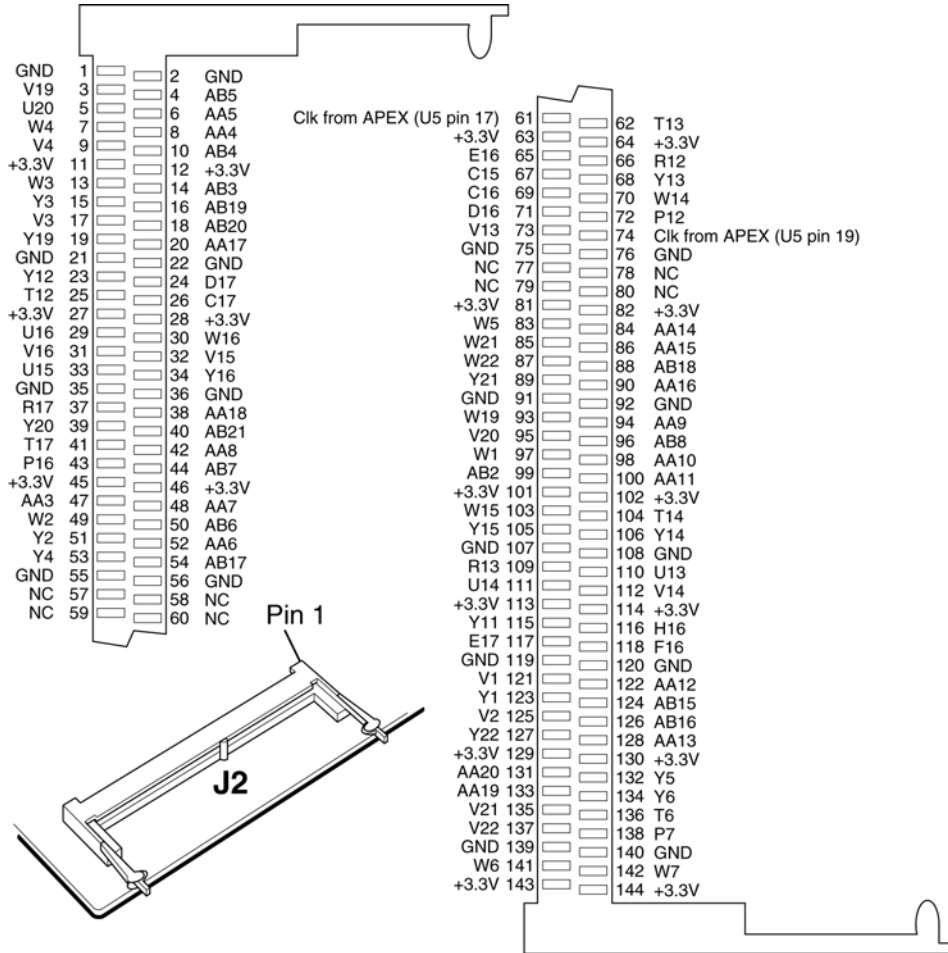 GND 1 2 GND
V19 3 4 AB5
U20 5 6 AA5
W4 7 8 AA4
V4 9 10 AB4
+3.3V 11 12 +3.3V
W3 13 14 AB3
Y3 15 16 AB19
V3 17 18 AB20
Y19 19 20 AA17
GND 21 22 GND
Y12 23 24 D17
T12 25 26 C17
+3.3V 27 28 +3.3V
U16 29 30 W16
V16 31 32 V15
U15 33 34 Y16
GND 35 36 GND
R17 37 38 AA18
Y20 39 40 AB21
T17 41 42 AA8
P16 43 44 AB7
+3.3V 45 46 +3.3V
AA3 47 48 AA7
W2 49 50 AB6
Y2 51 52 AA6
Y4 53 54 AB17
GND 55 56 GND
NC 57 58 NC
NC 59 60 NC
Pin 1
J2
Clk from APEX (U5 pin 17) 61 62 T13
+3.3V 63 64 +3.3V
E16 65 66 R12
C15 67 68 Y13
C16 69 70 W14
D16 71 72 P12
V13 73 74 Clk from APEX (U5 pin 19)
GND 75 76 GND
NC 77 78 NC
NC 79 80 NC
+3.3V 81 82 +3.3V
W5 83 84 AA14
W21 85 86 AA15
W22 87 88 AB18
Y21 89 90 AA16
GND 91 92 GND
W19 93 94 AA9
V20 95 96 AB8
W1 97 98 AA10
AB2 99 100 AA11
+3.3V 101 102 +3.3V
W15 103 104 T14
Y15 105 106 Y14
GND 107 108 GND
R13 109 110 U13
U14 111 112 V14
+3.3V 113 114 +3.3V
Y11 115 116 H16
E17 117 118 F16
GND 119 120 GND
V1 121 122 AA12
Y1 123 124 AB15
V2 125 126 AB16
Y22 127 128 AA13
+3.3V 129 130 +3.3V
AA20 131 132 Y5
AA19 133 134 Y6
V21 135 136 T6
V22 137 138 P7
GND 139 140 GND
W6 141 142 W7
+3.3V 143 144 +3.3V